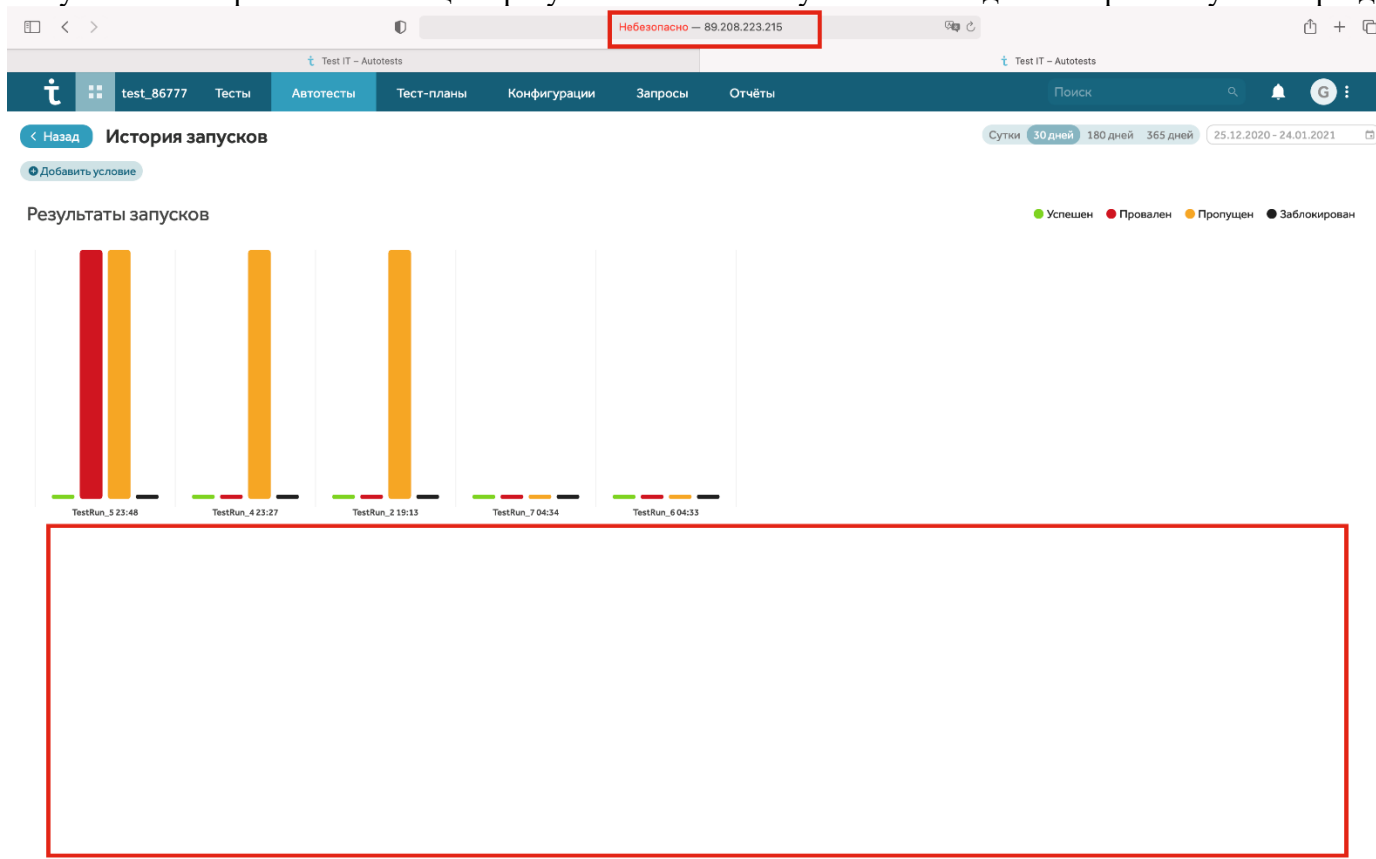 Небезопасно — 89.208.223.215
Test IT – Autotests
Test IT – Autotests
test_86777 Тесты Автотесты Тест-планы Конфигурации Запросы Отчёты Поиск G
Назад История запусков Сутки 30 дней 180 дней 365 дней 25.12.2020 - 24.01.2021
Добавить условие
Результаты запусков Успешен Провален Пропущен Заблокирован
TestRun_5 23:48 TestRun_4 23:27 TestRun_2 19:13 TestRun_7 04:34 TestRun_6 04:33